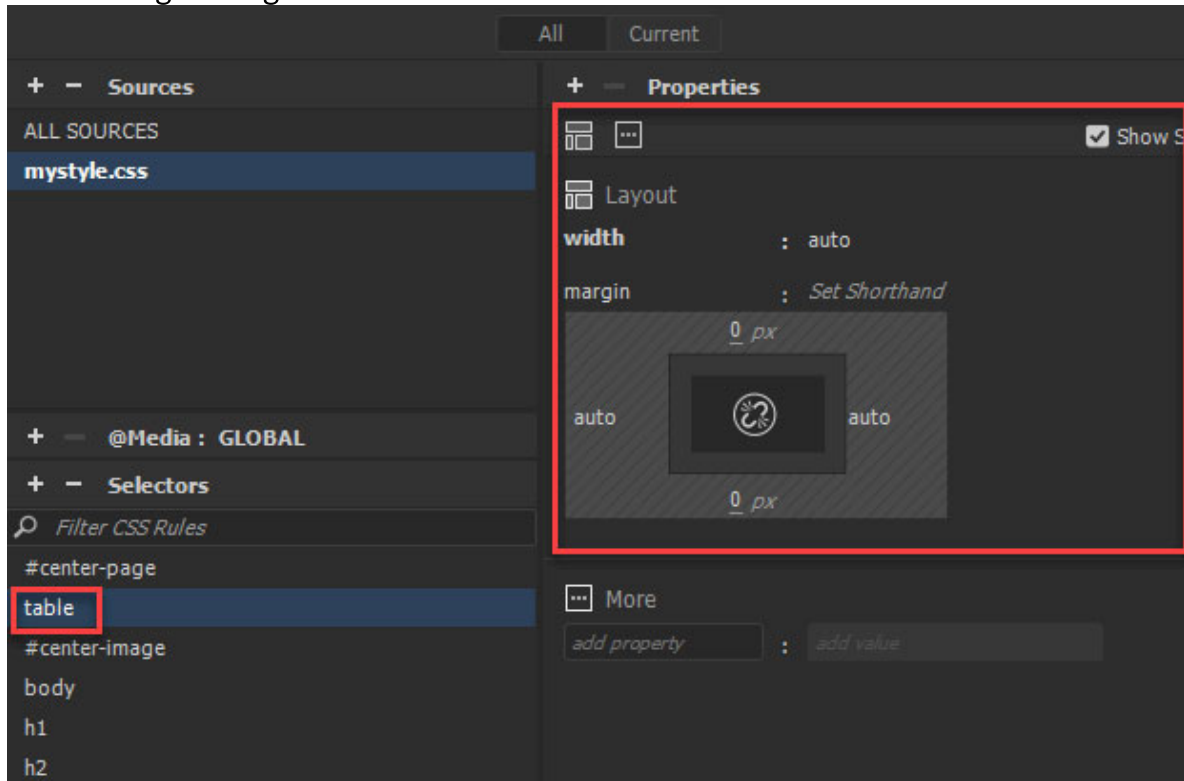 All Current
+ - Sources
ALL SOURCES
mystyle.css
+ - @Media : GLOBAL
+ - Selectors
Filter CSS Rules
#center-page
table
#center-image
body
h1
h2
+ - Properties
Show S
Layout
width : auto
margin : Set Shorthand
0 px
auto auto
0 px
More
add property : add value